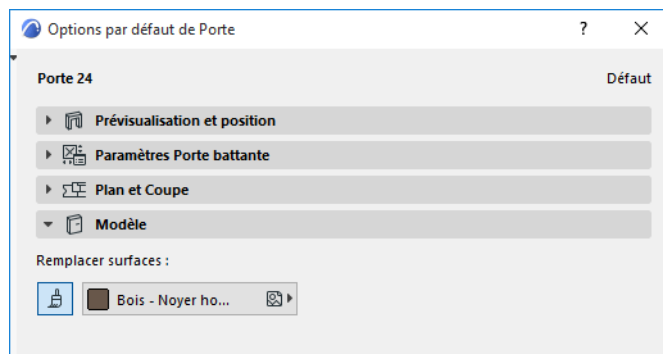 Options par défaut de Porte ?
Porte 24 Défaut
Prévisualisation et position
Paramètres Porte battante
Plan et Coupe
Modèle
Remplacer surfaces :
Bois - Noyer ho...